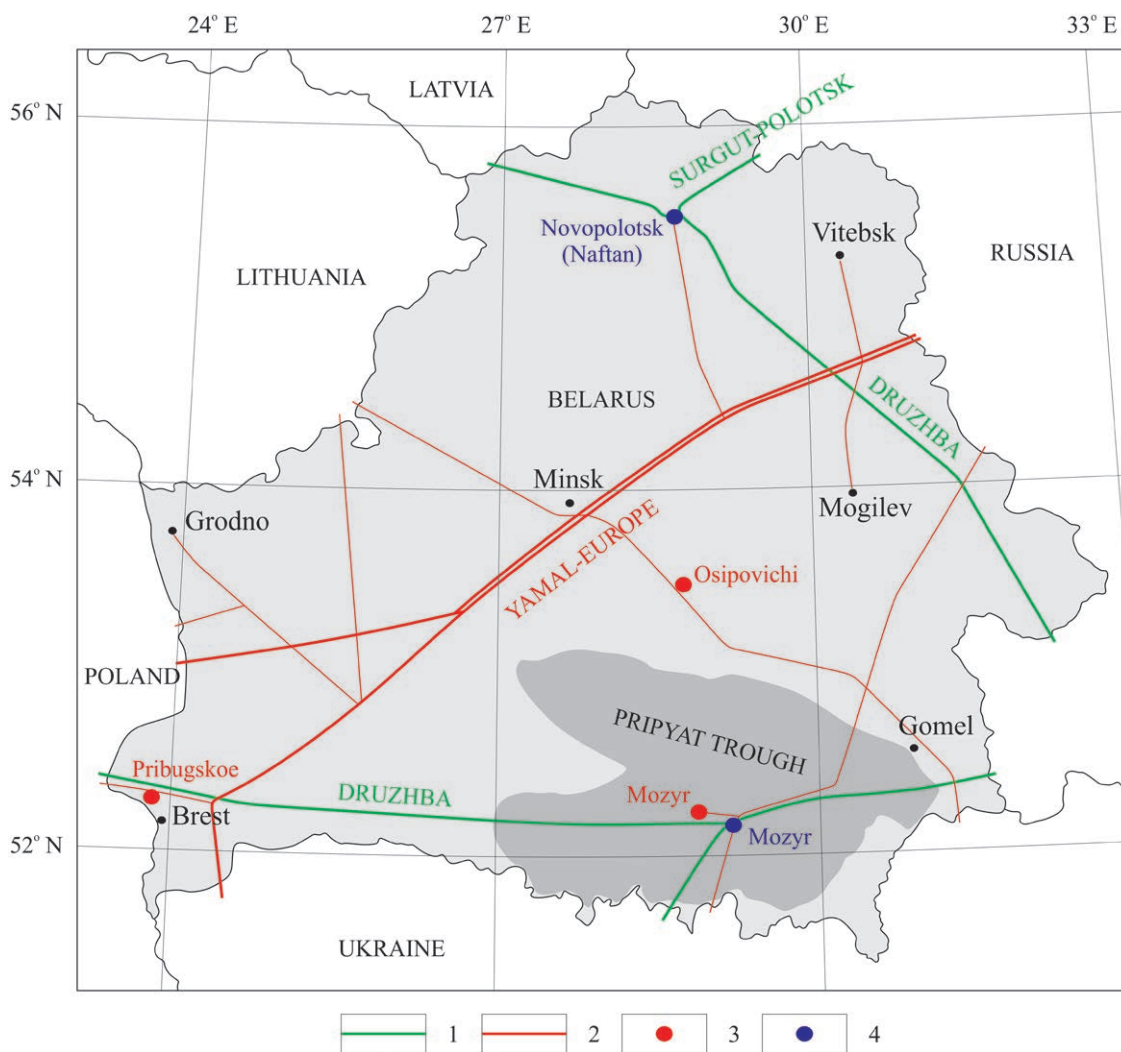 24° E 27° E 30° E 33° E
LATVIA
56° N
SURGUT-POLOTSK
Novopolotsk
(Naftan)
Vitebsk
RUSSIA
LITHUANIA
DRUZHBA
BELARUS
54° N
Minsk
Mogilev
Grodno
YAMAL-EUROPE
Osipovichi
POLAND
PRIPYAT TROUGH
Gomel
Pribugskoe
DRUZHBA
Mozyr
Brest
Mozyr
52° N
UKRAINE
1 2 3 4